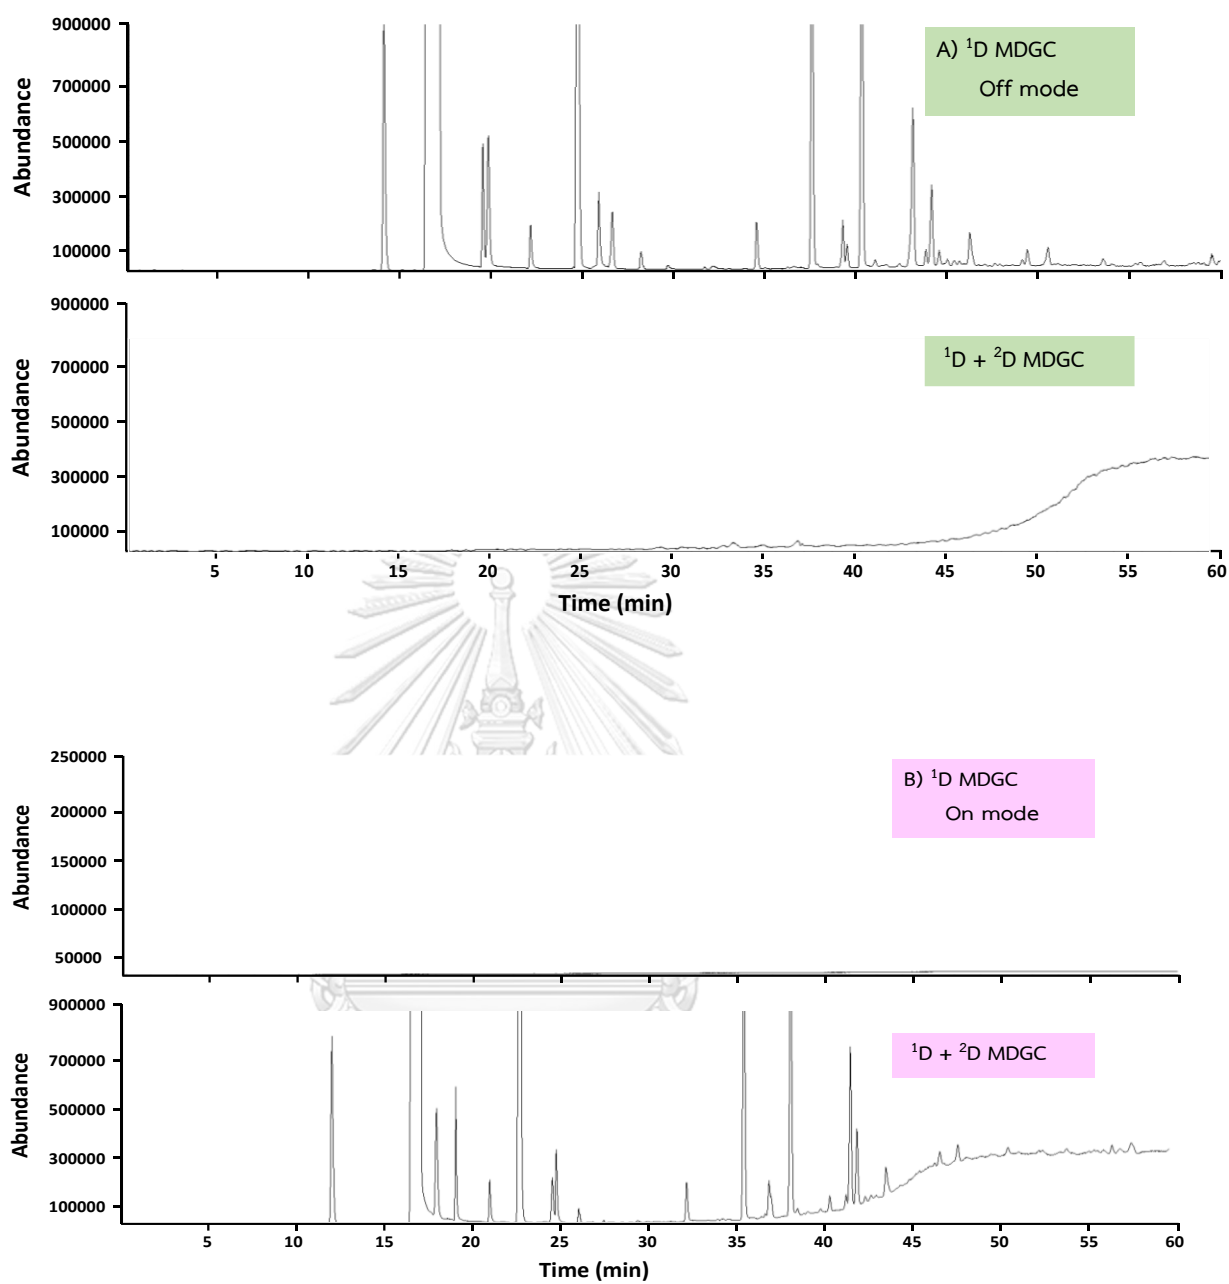 900000
700000
500000
300000
100000
Abundance
A) ¹D MDGC
Off mode
900000
700000
500000
300000
100000
Abundance
¹D + ²D MDGC
5 10 15 20 25 30 35 40 45 50 55 60
Time (min)
250000
200000
150000
100000
50000
Abundance
B) ¹D MDGC
On mode
900000
700000
500000
300000
100000
Abundance
¹D + ²D MDGC
5 10 15 20 25 30 35 40 45 50 55 60
Time (min)